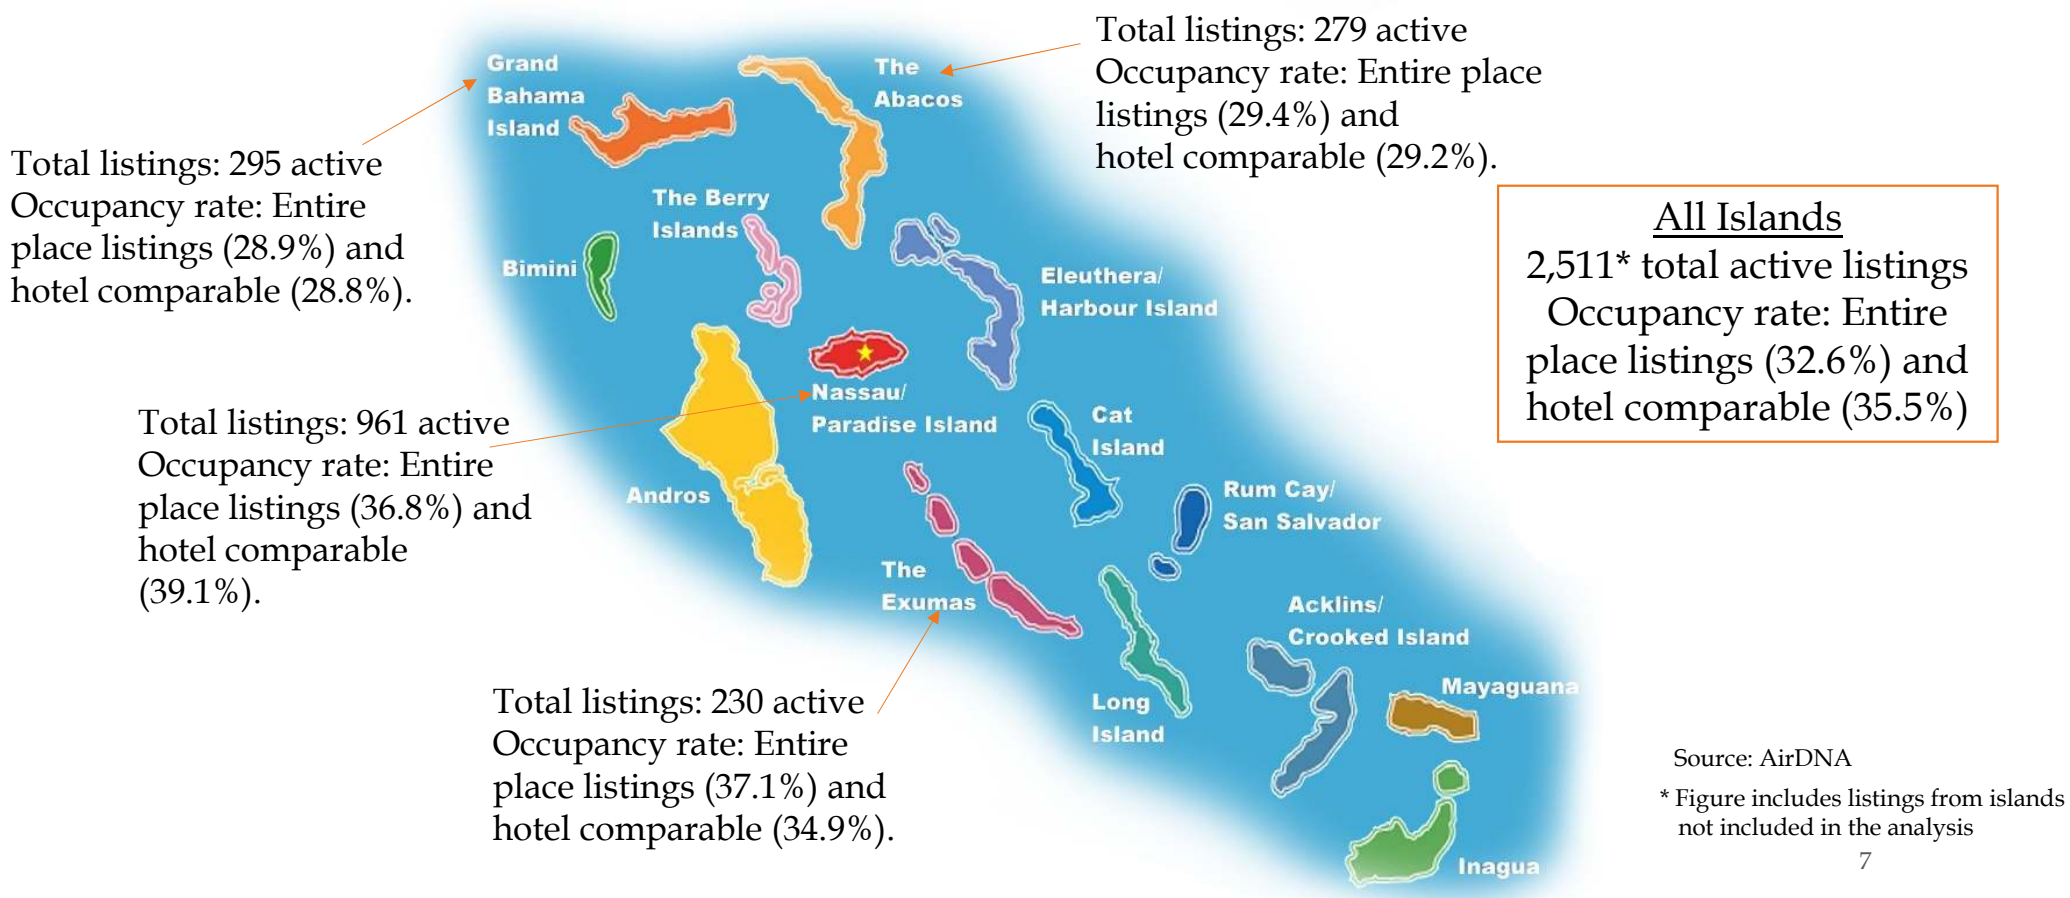 Total listings: 279 active
Occupancy rate: Entire place
listings (29.4%) and
hotel comparable (29.2%).
Grand
Bahama
Island
The
Abacos
Total listings: 295 active
Occupancy rate: Entire
place listings (28.9%) and
hotel comparable (28.8%).
The Berry
Islands
Bimini
Eleuthera/
Harbour Island
All Islands
2,511* total active listings
Occupancy rate: Entire
place listings (32.6%) and
hotel comparable (35.5%)
Nassau/
Paradise Island
Total listings: 961 active
Occupancy rate: Entire
place listings (36.8%) and
hotel comparable
(39.1%).
Cat
Island
Andros
Rum Cay/
San Salvador
The
Exumas
Acklins/
Crooked Island
Total listings: 230 active
Occupancy rate: Entire
place listings (37.1%) and
hotel comparable (34.9%).
Long
Island
Mayaguana
Inagua
Source: AirDNA
* Figure includes listings from islands
not included in the analysis
7